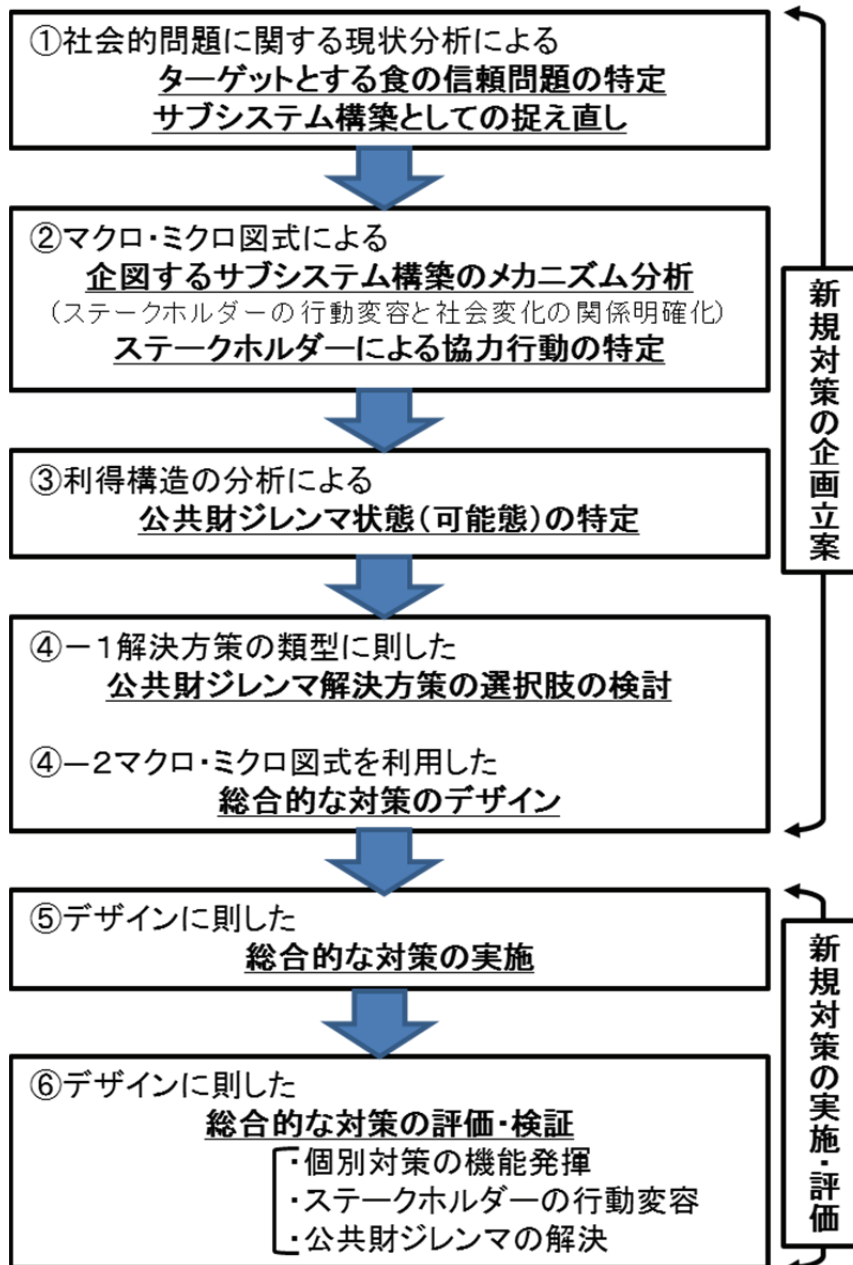 ①社会的問題に関する現状分析による
ターゲットとする食の信頼問題の特定
サブシステム構築としての捉え直し
②マクロ・ミクロ図式による
企図するサブシステム構築のメカニズム分析
（ステークホルダーの行動変容と社会変化の関係明確化）
ステークホルダーによる協力行動の特定
③利得構造の分析による
公共財ジレンマ状態（可能態）の特定
④－１解決方策の類型に則した
公共財ジレンマ解決方策の選択肢の検討
④－２マクロ・ミクロ図式を利用した
総合的な対策のデザイン
新規対策の企画立案
⑤デザインに則した
総合的な対策の実施
⑥デザインに則した
総合的な対策の評価・検証
・個別対策の機能発揮
・ステークホルダーの行動変容
・公共財ジレンマの解決
新規対策の実施・評価